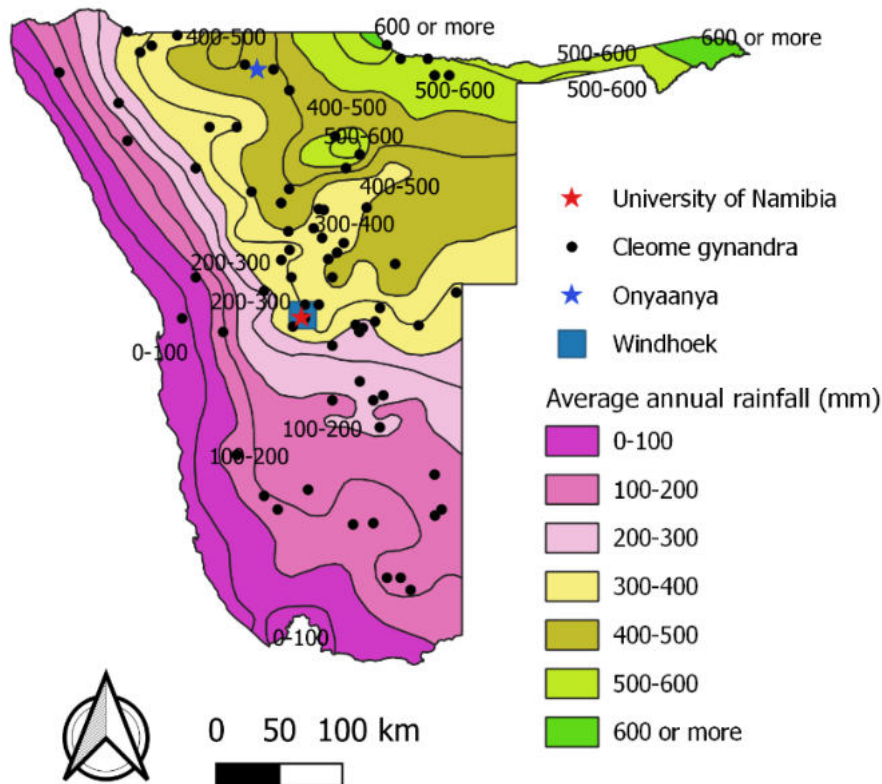 600 or more
400-500
600 or more
500-600
500-600
500-600
400-500
500-600
400-500
300-400
200-300
200-300
0-100
100-200
100-200
0-100
University of Namibia
Cleome gynandra
Onyaanya
Windhoek
Average annual rainfall (mm)
0-100
100-200
200-300
300-400
400-500
500-600
600 or more
0 50 100 km